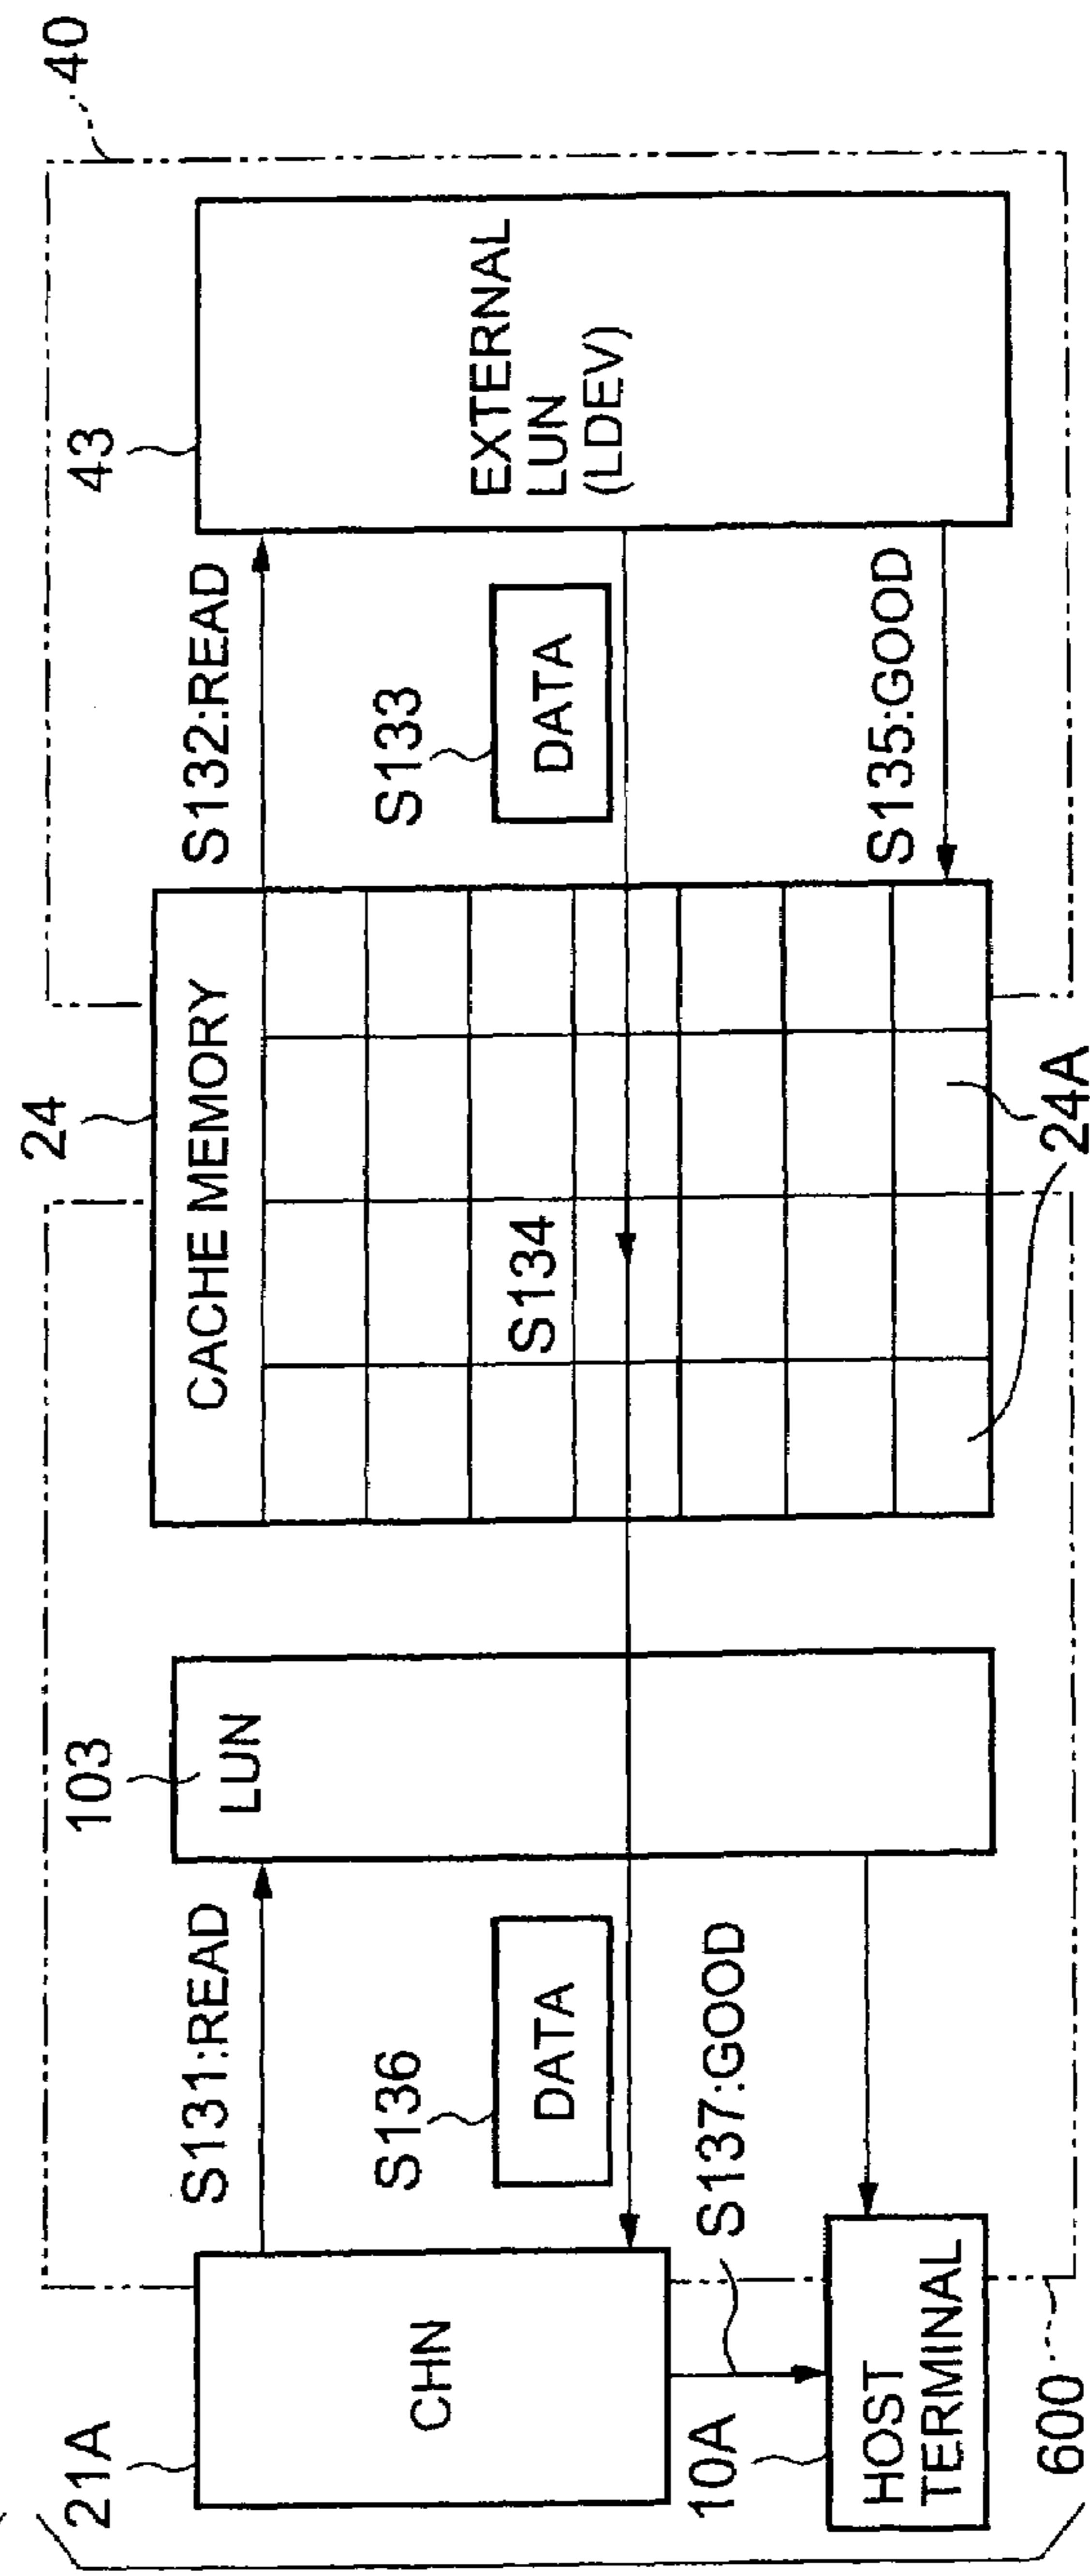 40
43
EXTERNAL
LUN
(LDEV)
S132:READ
S133
DATA
S135:GOOD
24
CACHE MEMORY
S134
24A
103
LUN
S131:READ
S136
DATA
S137:GOOD
21A
CHN
10A
HOST
TERMINAL
600